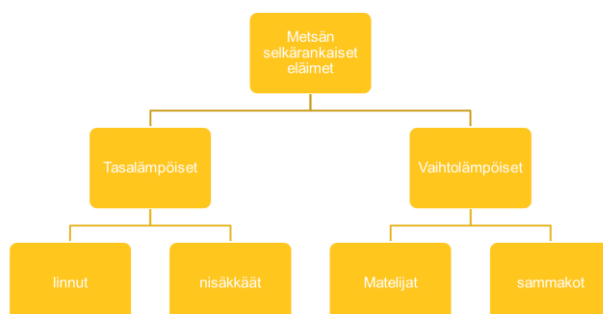 Metsän
selkärankaiset
eläimet
Tasalämpöiset
Vaihtolämpöiset
linnut
nisäkkäät
Matelijat
sammakot